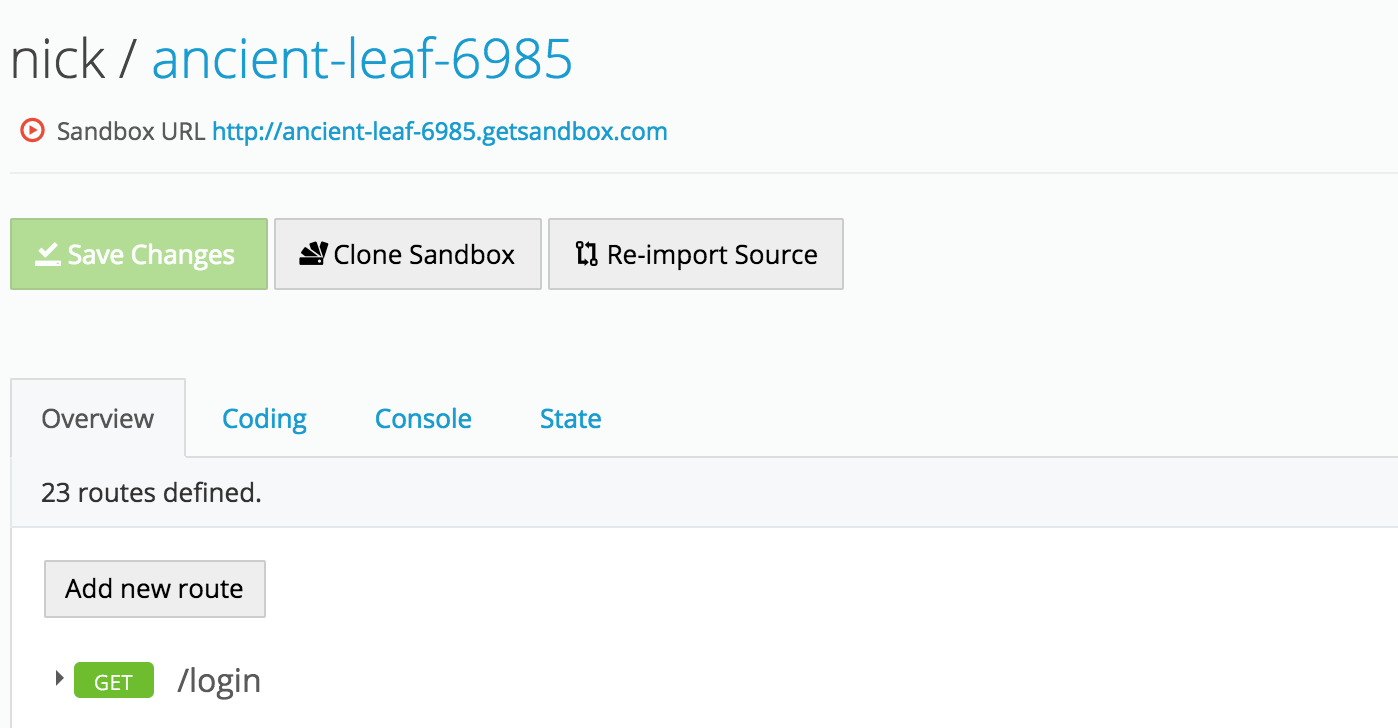 nick / ancient-leaf-6985
Sandbox URL http://ancient-leaf-6985.getsandbox.com
Save Changes Clone Sandbox Re-import Source
Overview Coding Console State
23 routes defined.
Add new route
GET /login